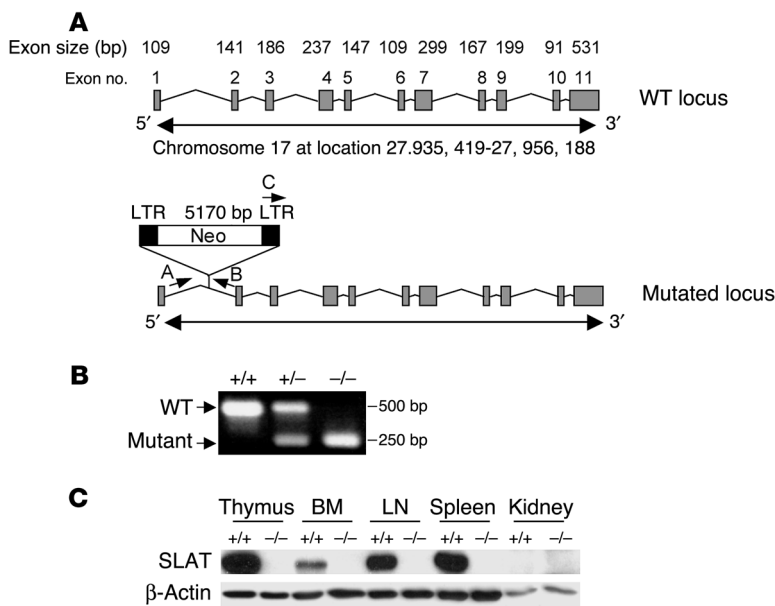 A
Exon size (bp) 109 141 186 237 147 109 299 167 199 91 531
Exon no. 1 2 3 4 5 6 7 8 9 10 11
WT locus
5′ 3′
Chromosome 17 at location 27.935, 419-27, 956, 188
C
LTR 5170 bp LTR
Neo
A B
Mutated locus
5′ 3′
B
+/+ +/– –/–
WT –500 bp
Mutant –250 bp
C
Thymus BM LN Spleen Kidney
+/+ –/– +/+ –/– +/+ –/– +/+ –/– +/+ –/–
SLAT
β-Actin